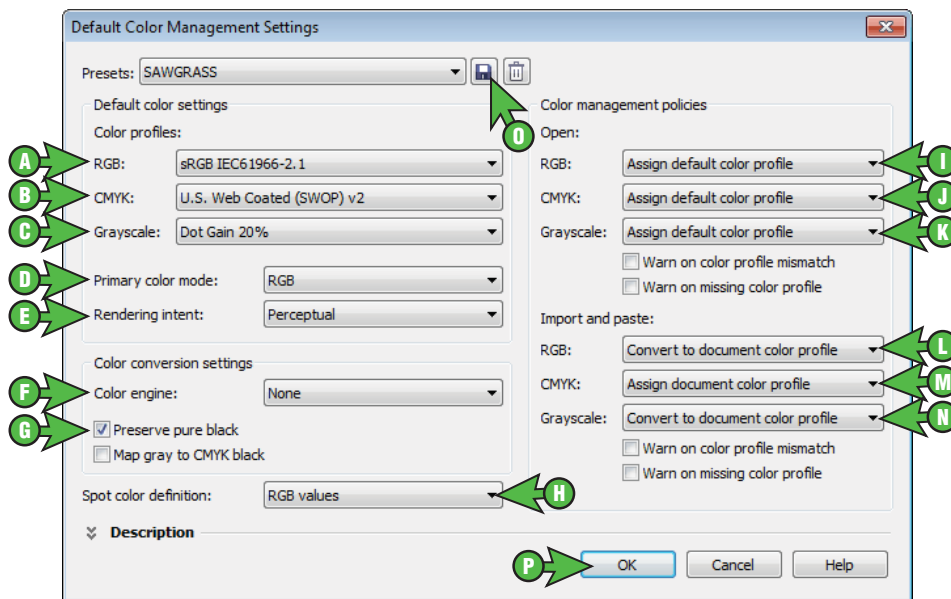 Default Color Management Settings
Presets: SAWGRASS
O
Default color settings
Color profiles:
A RGB: sRGB IEC61966-2.1
B CMYK: U.S. Web Coated (SWOP) v2
C Grayscale: Dot Gain 20%
D Primary color mode: RGB
E Rendering intent: Perceptual
Color conversion settings
F Color engine: None
G Preserve pure black
Map gray to CMYK black
Spot color definition: RGB values H
Color management policies
Open:
RGB: Assign default color profile I
CMYK: Assign default color profile J
Grayscale: Assign default color profile K
Warn on color profile mismatch
Warn on missing color profile
Import and paste:
RGB: Convert to document color profile L
CMYK: Assign document color profile M
Grayscale: Convert to document color profile N
Warn on color profile mismatch
Warn on missing color profile
Description
P OK Cancel Help